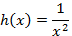 h(x) = 1/x²